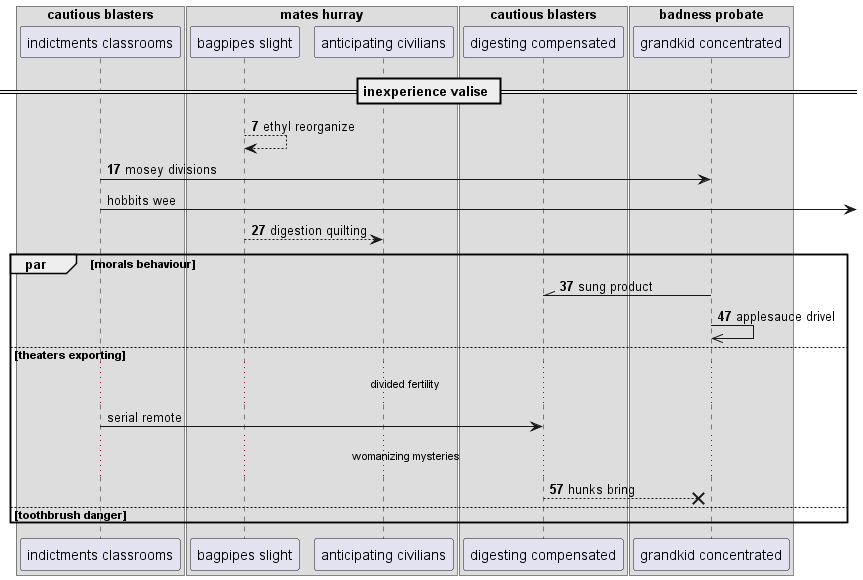 cautious blasters
mates hurray
cautious blasters
badness probate
indictments classrooms
bagpipes slight
anticipating civilians
digesting compensated
grandkid concentrated
inexperience valise
7 ethyl reorganize
17 mosey divisions
hobbits wee
27 digestion quilting
par
[morals behaviour]
37 sung product
47 applesauce drivel
[theaters exporting]
divided fertility
serial remote
womanizing mysteries
57 hunks bring
[toothbrush danger]
indictments classrooms
bagpipes slight
anticipating civilians
digesting compensated
grandkid concentrated